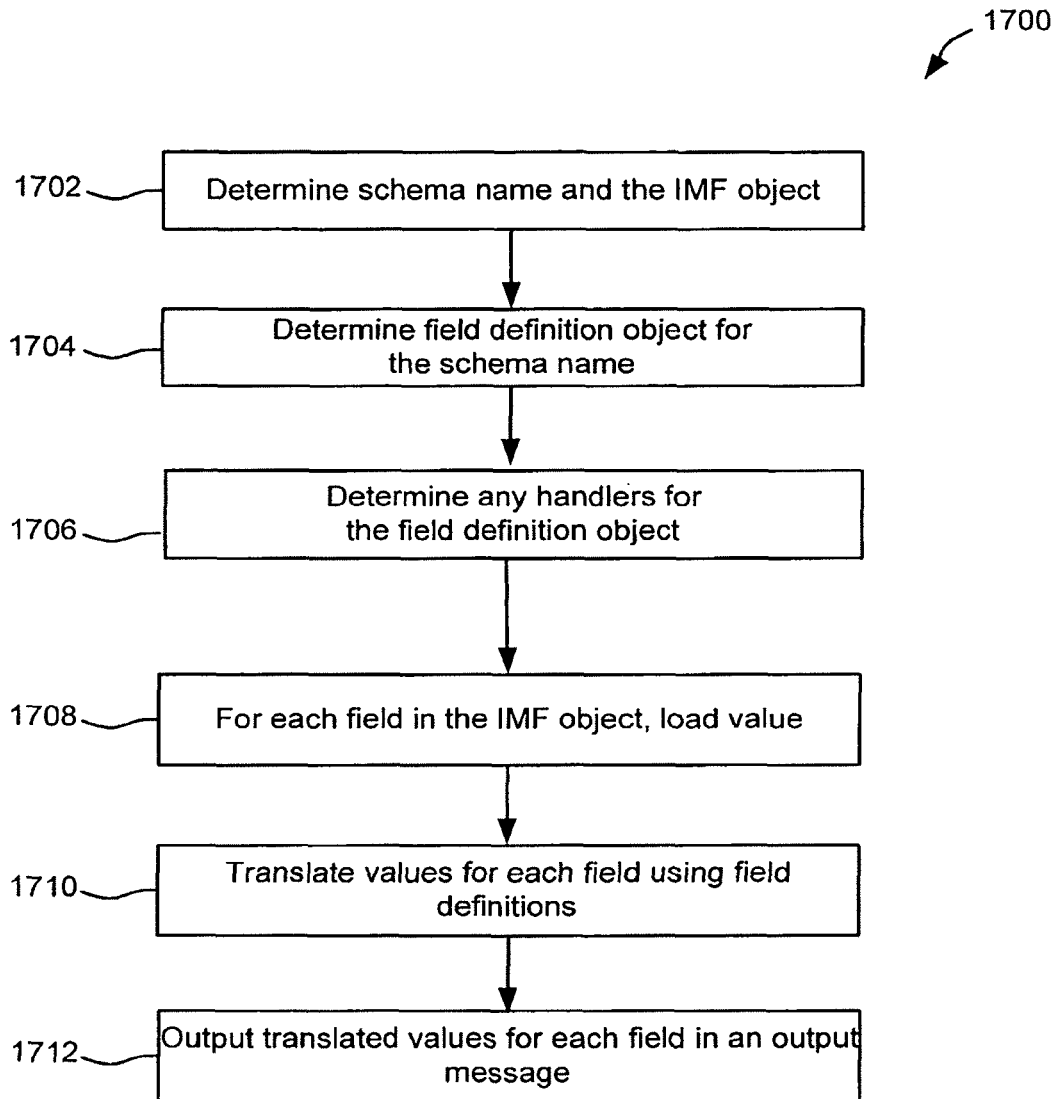 1700
1702
Determine schema name and the IMF object
1704
Determine field definition object for
the schema name
1706
Determine any handlers for
the field definition object
1708
For each field in the IMF object, load value
1710
Translate values for each field using field
definitions
1712
Output translated values for each field in an output
message